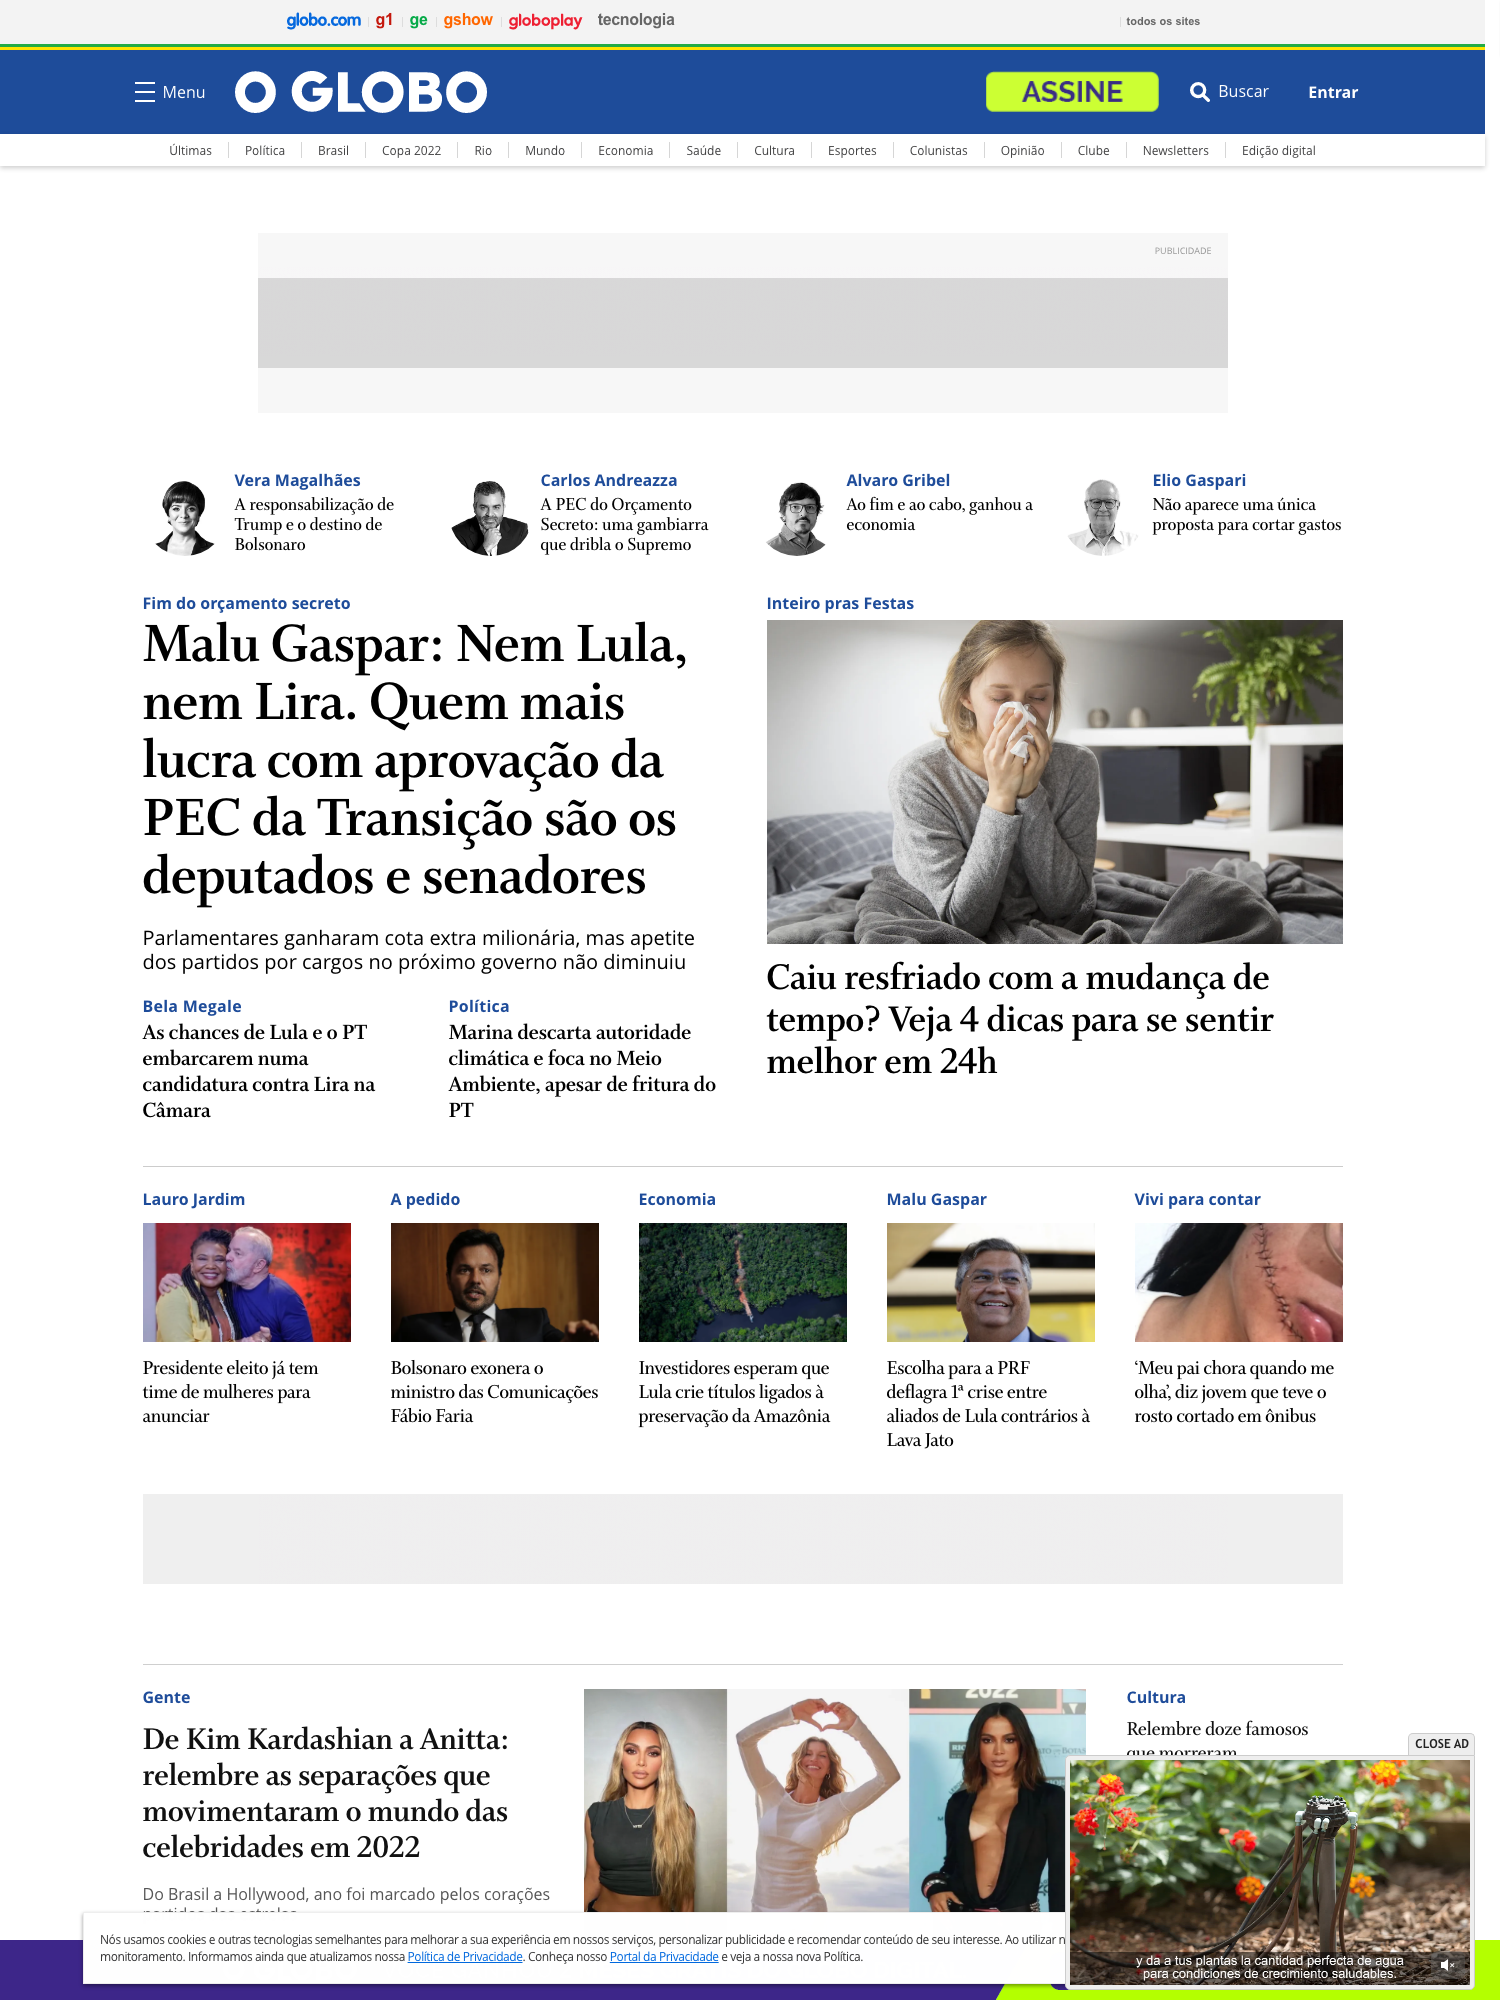 globo.com g1 ge gshow globoplay tecnologia todos os sites
Menu O GLOBO ASSINE Buscar Entrar
Últimas Política Brasil Copa 2022 Rio Mundo Economia Saúde Cultura Esportes Colunistas Opinião Clube Newsletters Edição digital
PUBLICIDADE
Vera Magalhães
A responsabilização de
Trump e o destino de
Bolsonaro
Carlos Andreazza
A PEC do Orçamento
Secreto: uma gambiarra
que dribla o Supremo
Alvaro Gribel
Ao fim e ao cabo, ganhou a
economia
Elio Gaspari
Não aparece uma única
proposta para cortar gastos
Fim do orçamento secreto
Malu Gaspar: Nem Lula,
nem Lira. Quem mais
lucra com aprovação da
PEC da Transição são os
deputados e senadores
Parlamentares ganharam cota extra milionária, mas apetite
dos partidos por cargos no próximo governo não diminuiu
Bela Megale
As chances de Lula e o PT
embarcarem numa
candidatura contra Lira na
Câmara
Política
Marina descarta autoridade
climática e foca no Meio
Ambiente, apesar de fritura do
PT
Inteiro pras Festas
Caiu resfriado com a mudança de
tempo? Veja 4 dicas para se sentir
melhor em 24h
Lauro Jardim
Presidente eleito já tem
time de mulheres para
anunciar
A pedido
Bolsonaro exonera o
ministro das Comunicações
Fábio Faria
Economia
Investidores esperam que
Lula crie títulos ligados à
preservação da Amazônia
Malu Gaspar
Escolha para a PRF
deflagra 1ª crise entre
aliados de Lula contrários à
Lava Jato
Vivi para contar
‘Meu pai chora quando me
olha’, diz jovem que teve o
rosto cortado em ônibus
Gente
De Kim Kardashian a Anitta:
relembre as separações que
movimentaram o mundo das
celebridades em 2022
Do Brasil a Hollywood, ano foi marcado pelos corações
2022
Cultura
Relembre doze famosos
que morreram
CLOSE AD
y da a tus plantas la cantidad perfecta de agua
para condiciones de crecimiento saludables.
Nós usamos cookies e outras tecnologias semelhantes para melhorar a sua experiência em nossos serviços, personalizar publicidade e recomendar conteúdo de seu interesse. Ao utilizar n
monitoramento. Informamos ainda que atualizamos nossa Política de Privacidade. Conheça nosso Portal da Privacidade e veja a nossa nova Política.